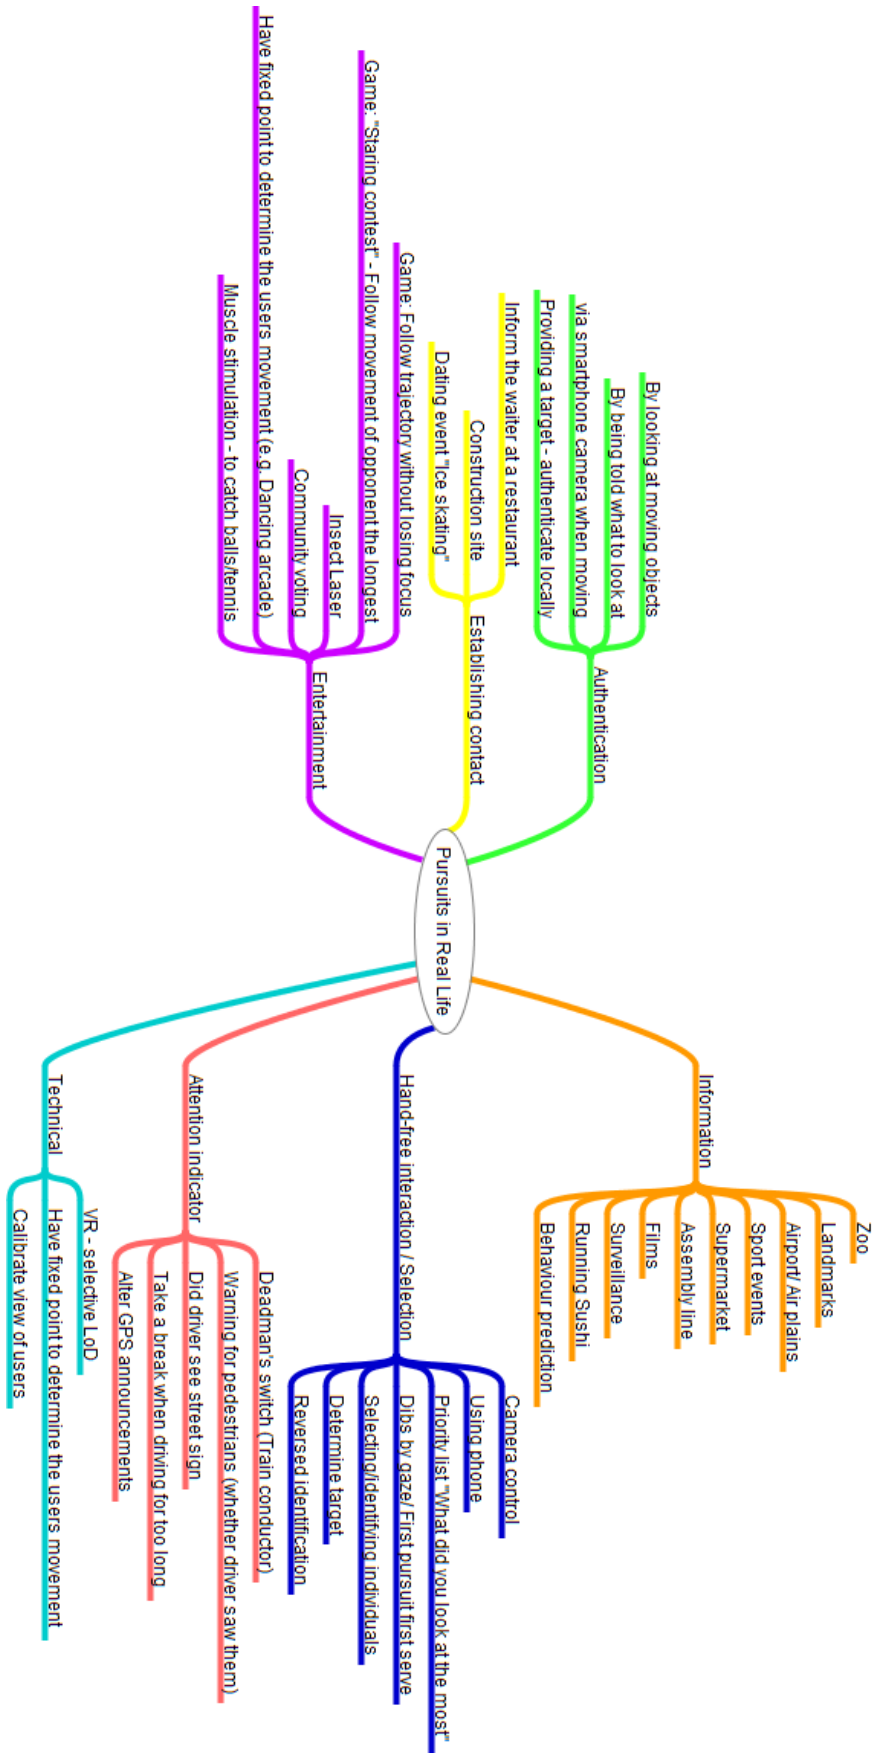 Pursuits in Real Life
Authentication
By looking at moving objects
By being told what to look at
via smartphone camera when moving
Providing a target - authenticate locally
Establishing contact
Inform the waiter at a restaurant
Construction site
Dating event "Ice skating"
Entertainment
Game: Follow trajectory without losing focus
Game: "Staring contest" - Follow movement of opponent the longest
Insect Laser
Community voting
Have fixed point to determine the users movement (e.g. Dancing arcade)
Muscle stimulation - to catch balls/tennis
Information
Zoo
Landmarks
Airport/ Air plains
Sport events
Supermarket
Assembly line
Films
Surveillance
Running Sushi
Behaviour prediction
Hand-free interaction / Selection
Camera control
Using phone
Priority list "What did you look at the most"
Dibs by gaze/ First pursuit first serve
Selecting/identifying individuals
Determine target
Reversed identification
Attention indicator
Deadman's switch (Train conductor)
Warning for pedestrians (whether driver saw them)
Did driver see street sign
Take a break when driving for too long
Alter GPS announcements
Technical
VR - selective LoD
Have fixed point to determine the users movement
Calibrate view of users